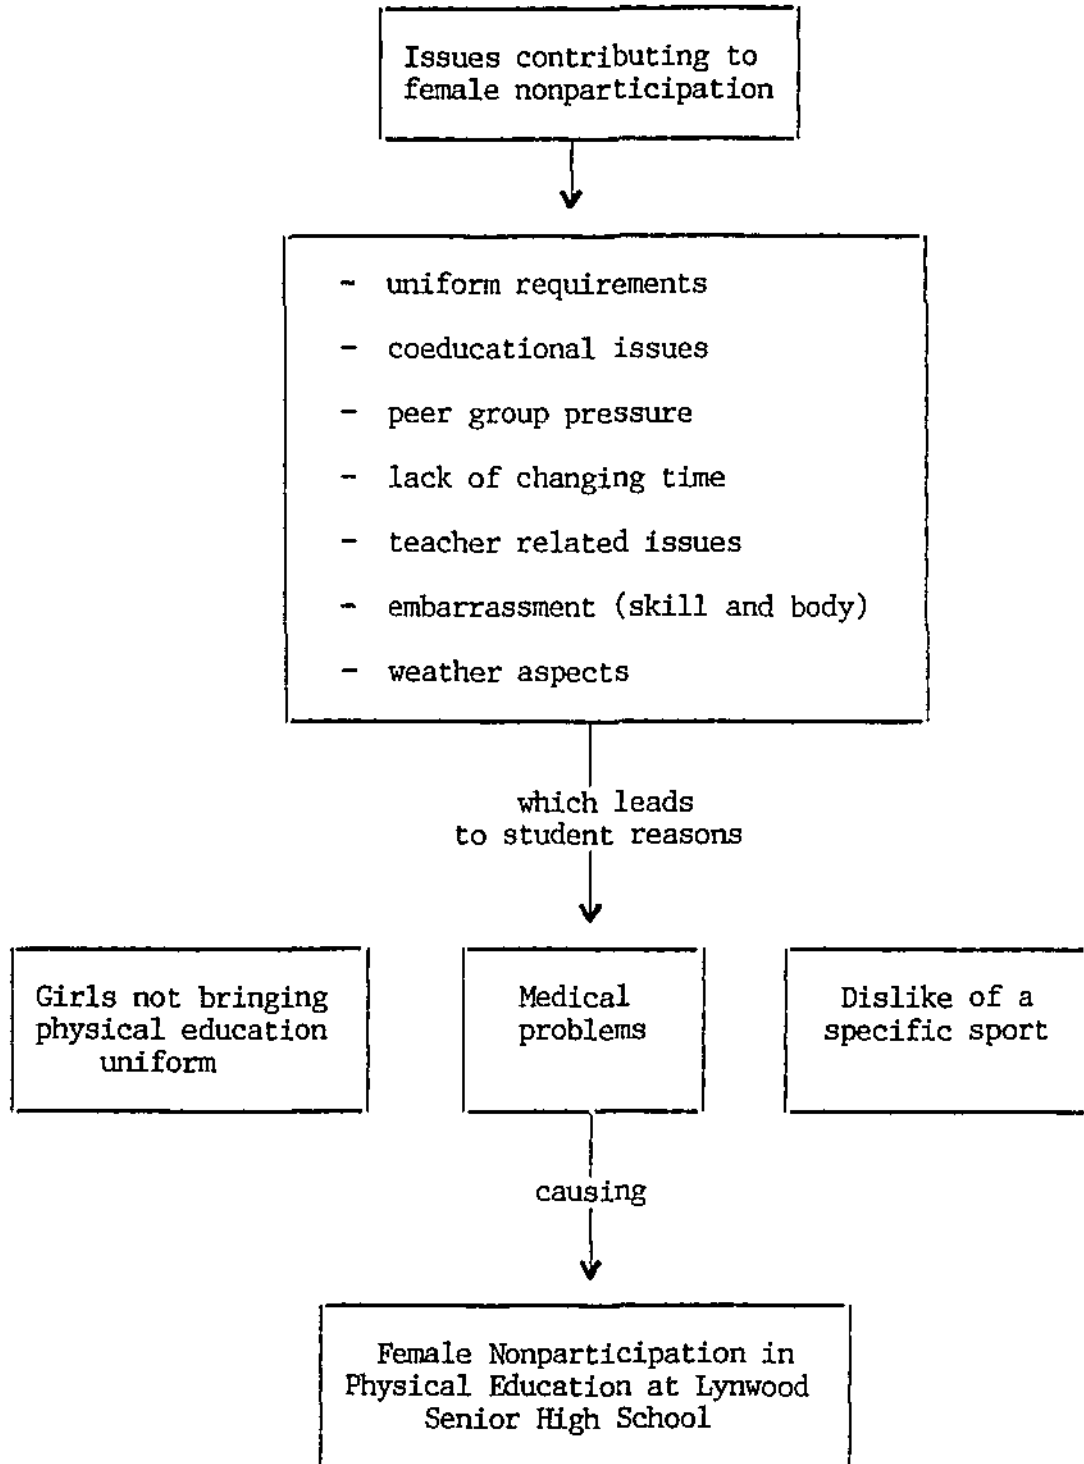 Issues contributing to
female nonparticipation
- uniform requirements
- coeducational issues
- peer group pressure
- lack of changing time
- teacher related issues
- embarrassment (skill and body)
- weather aspects
which leads
to student reasons
Girls not bringing
physical education
uniform
Medical
problems
Dislike of a
specific sport
causing
Female Nonparticipation in
Physical Education at Lynwood
Senior High School